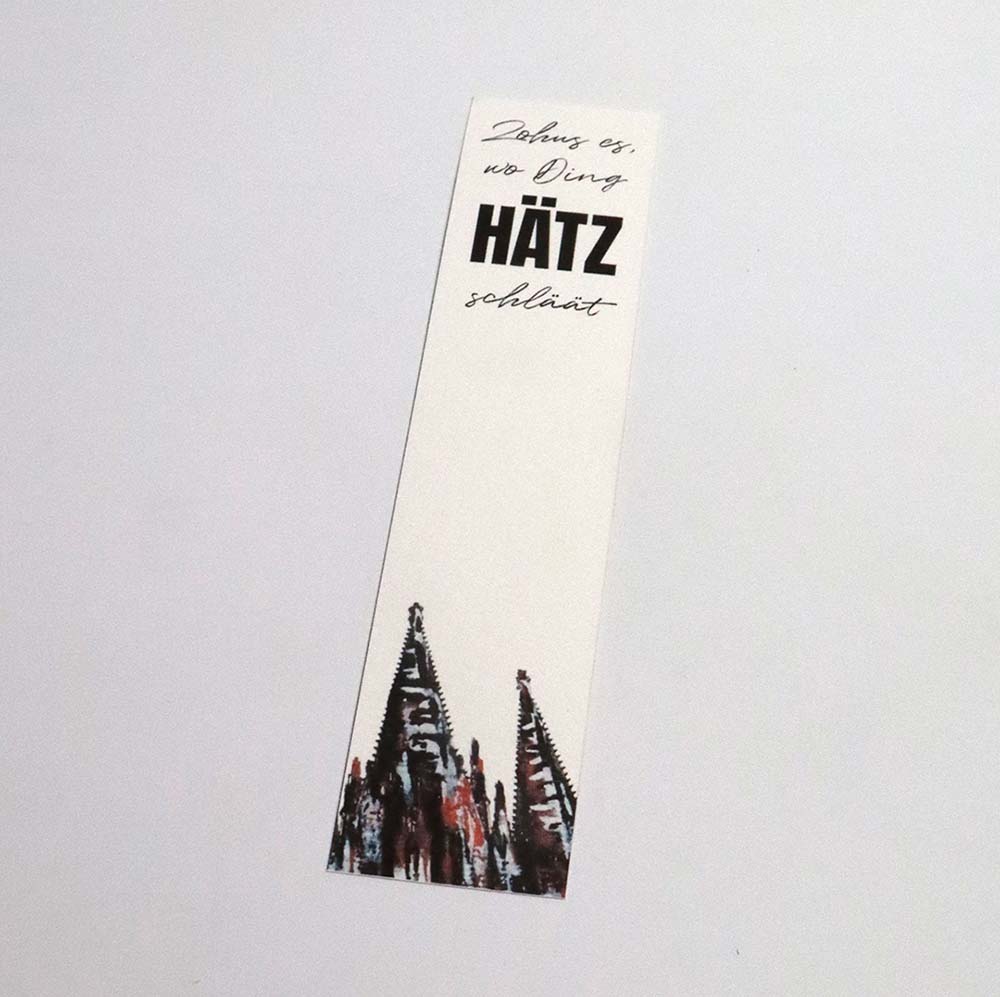 Zohus es,
wo Ding
HÄTZ
schläät